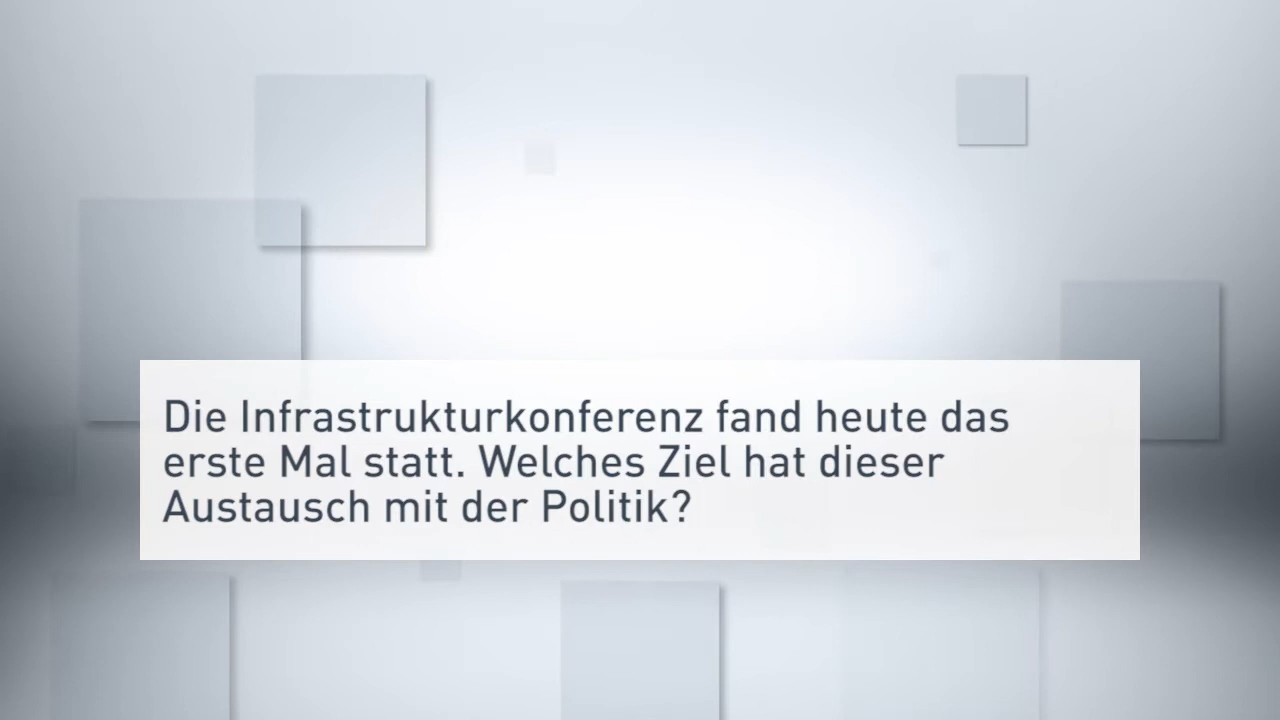 Die Infrastrukturkonferenz fand heute das
erste Mal statt. Welches Ziel hat dieser
Austausch mit der Politik?